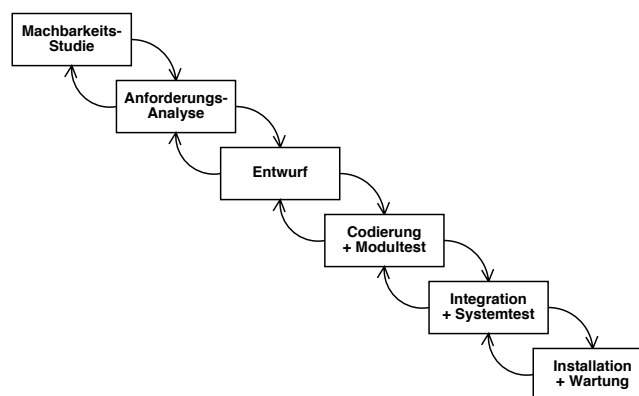 Machbarkeits-
Studie
Anforderungs-
Analyse
Entwurf
Codierung
+ Modultest
Integration
+ Systemtest
Installation
+ Wartung